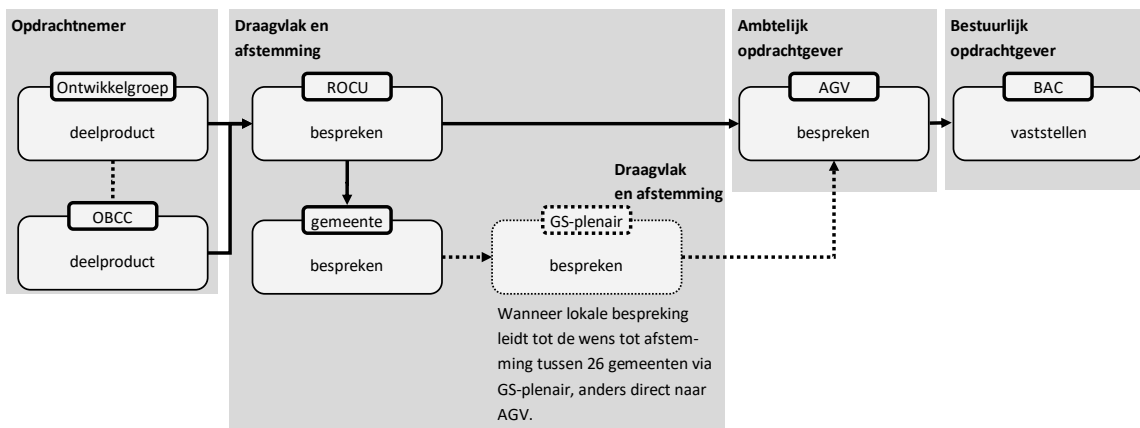 Opdrachtnemer
Draagvlak en
afstemming
Ambtelijk
opdrachtgever
Bestuurlijk
opdrachtgever
Ontwikkelgroep
deelproduct
ROCU
bespreken
AGV
bespreken
BAC
vaststellen
Draagvlak
en afstemming
OBCC
deelproduct
gemeente
bespreken
GS-plenair
bespreken
Wanneer lokale bespreking
leidt tot de wens tot afstem-
ming tussen 26 gemeenten via
GS-plenair, anders direct naar
AGV.